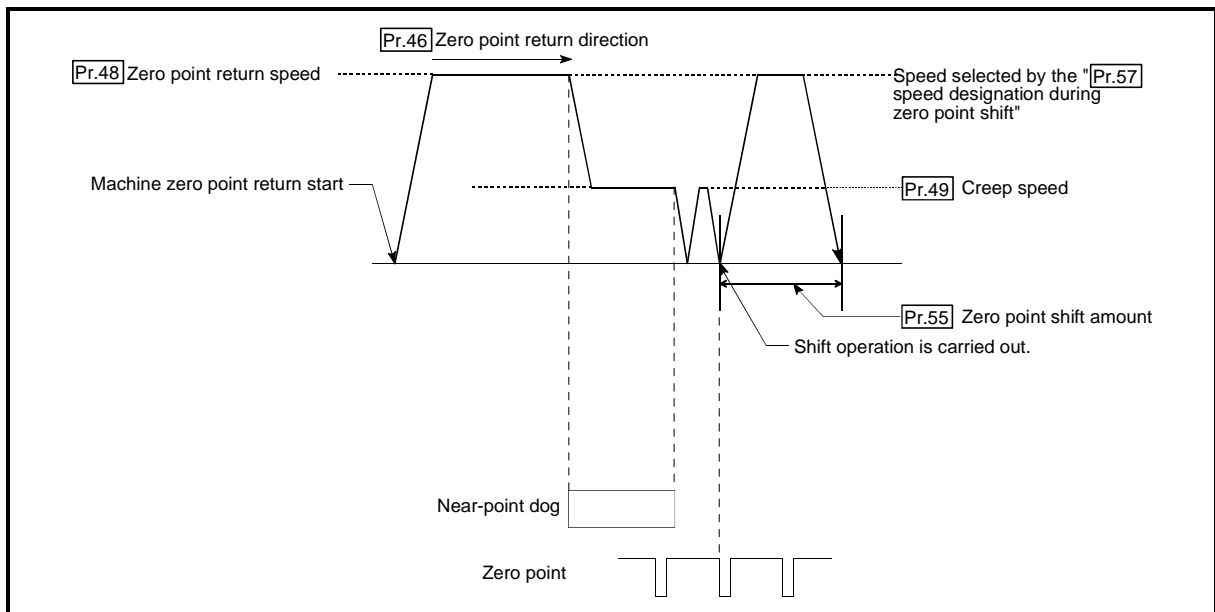 Pr.46 Zero point return direction
Pr.48 Zero point return speed
Speed selected by the "Pr.57
speed designation during
zero point shift"
Machine zero point return start
Pr.49 Creep speed
Pr.55 Zero point shift amount
Shift operation is carried out.
Near-point dog
Zero point